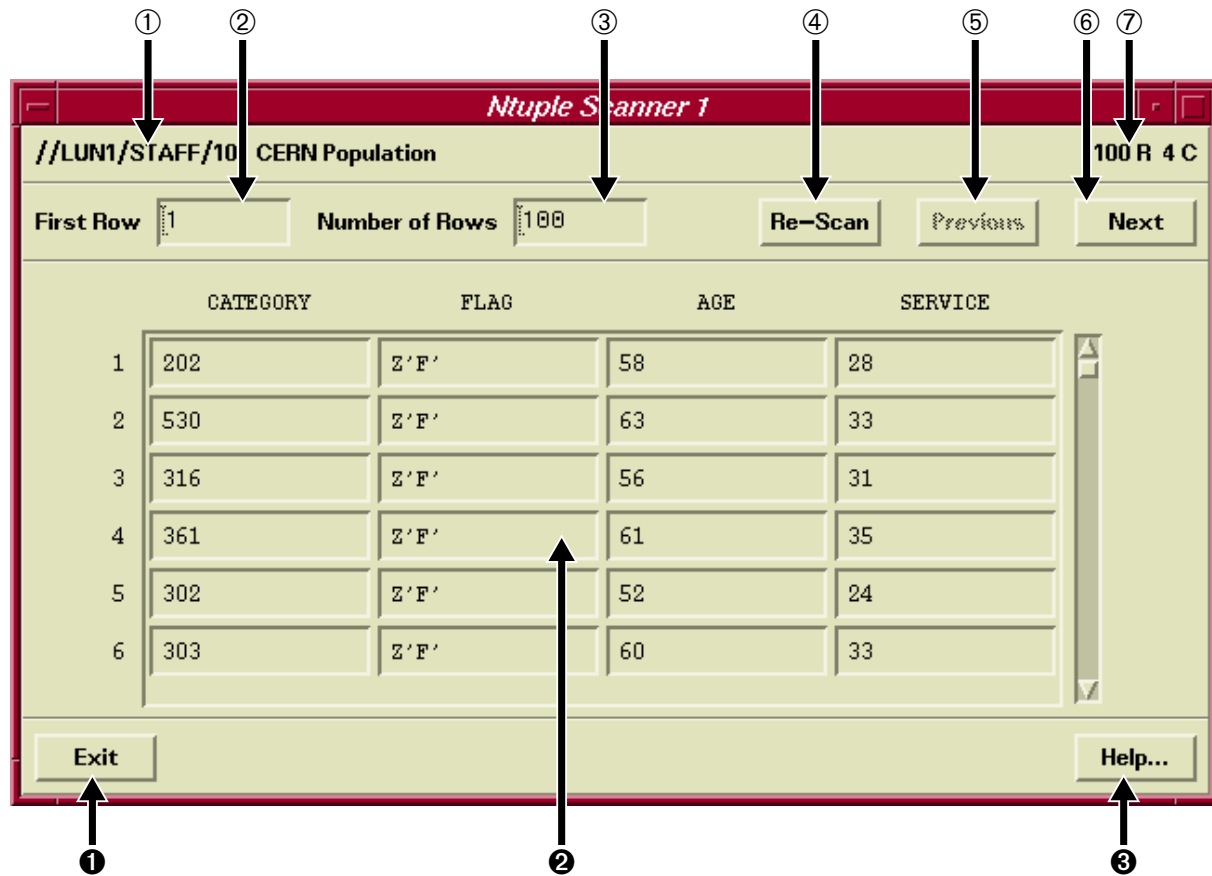 ① ② ③ ④ ⑤ ⑥ ⑦
Ntuple Scanner 1
//LUN1/STAFF/10 CERN Population 100 R 4 C
First Row 1 Number of Rows 100 Re-Scan Previous Next
CATEGORY FLAG AGE SERVICE
1 202 Z'F' 58 28
2 530 Z'F' 63 33
3 316 Z'F' 56 31
4 361 Z'F' 61 35
5 302 Z'F' 52 24
6 303 Z'F' 60 33
Exit Help...
❶ ❷ ❸